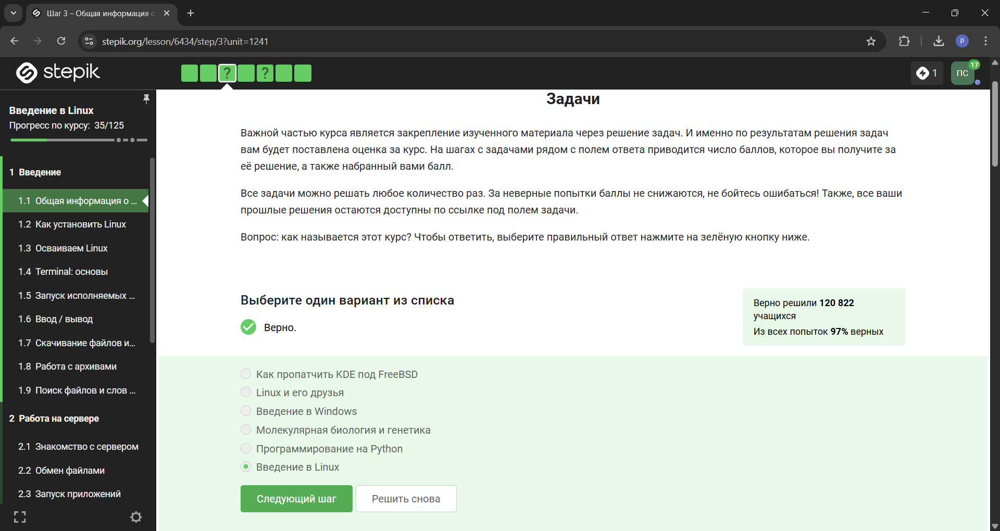 Шаг 3 – Общая информация о
stepik.org/lesson/6434/step/3?unit=1241
P
stepik
?
?
1
ПС
17
Введение в Linux
Прогресс по курсу: 35/125
1 Введение
1.1 Общая информация о ...
1.2 Как установить Linux
1.3 Осваиваем Linux
1.4 Terminal: основы
1.5 Запуск исполняемых ...
1.6 Ввод / вывод
1.7 Скачивание файлов и...
1.8 Работа с архивами
1.9 Поиск файлов и слов ...
2 Работа на сервере
2.1 Знакомство с сервером
2.2 Обмен файлами
2.3 Запуск приложений
Задачи
Важной частью курса является закрепление изученного материала через решение задач. И именно по результатам решения задач
вам будет поставлена оценка за курс. На шагах с задачами рядом с полем ответа приводится число баллов, которое вы получите за
её решение, а также набранный вами балл.
Все задачи можно решать любое количество раз. За неверные попытки баллы не снижаются, не бойтесь ошибаться! Также, все ваши
прошлые решения остаются доступны по ссылке под полем задачи.
Вопрос: как называется этот курс? Чтобы ответить, выберите правильный ответ нажмите на зелёную кнопку ниже.
Выберите один вариант из списка
Верно.
Верно решили 120 822
учащихся
Из всех попыток 97% верных
Как пропатчить KDE под FreeBSD
Linux и его друзья
Введение в Windows
Молекулярная биология и генетика
Программирование на Python
Введение в Linux
Следующий шаг
Решить снова